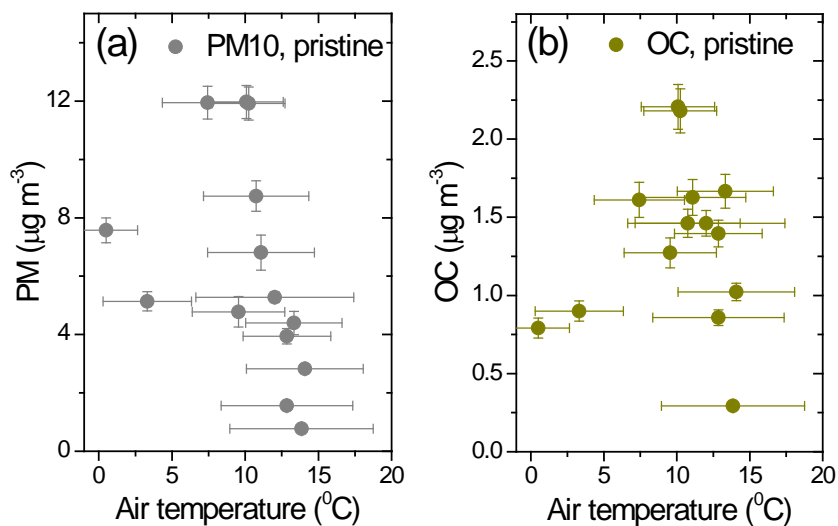 (a) PM10, pristine
PM (μg m⁻³)
12
8
4
0
0 5 10 15 20
Air temperature (⁰C)
(b) OC, pristine
OC (μg m⁻³)
2.5
2.0
1.5
1.0
0.5
0.0
0 5 10 15 20
Air temperature (⁰C)